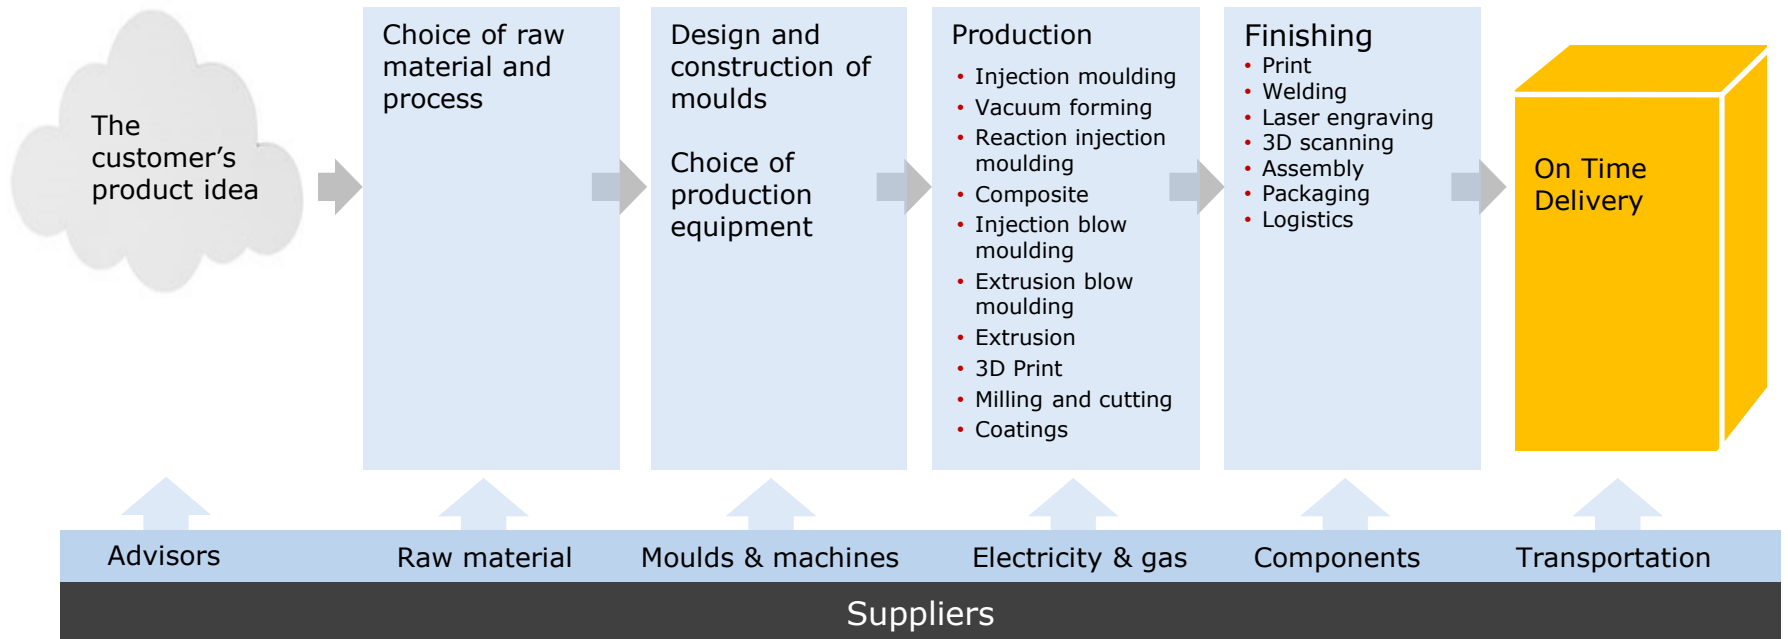 The
customer’s
product idea
Choice of raw
material and
process
Design and
construction of
moulds
Choice of
production
equipment
Production
• Injection moulding
• Vacuum forming
• Reaction injection
moulding
• Composite
• Injection blow
moulding
• Extrusion blow
moulding
• Extrusion
• 3D Print
• Milling and cutting
• Coatings
Finishing
• Print
• Welding
• Laser engraving
• 3D scanning
• Assembly
• Packaging
• Logistics
On Time
Delivery
Advisors
Raw material
Moulds & machines
Electricity & gas
Components
Transportation
Suppliers